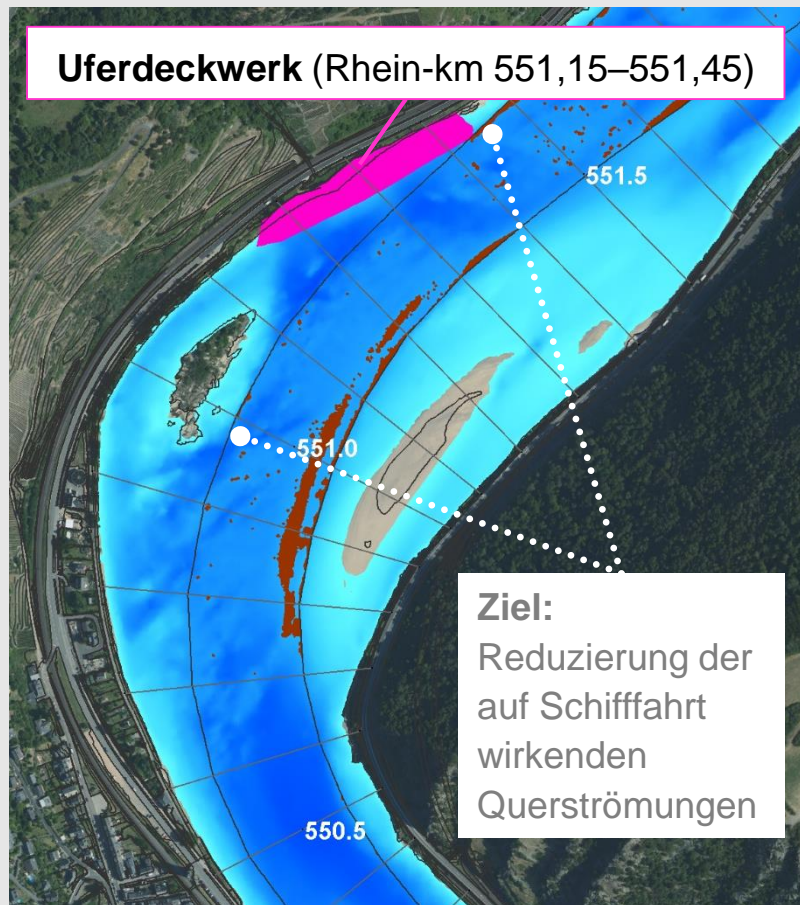 Uferdeckwerk (Rhein-km 551,15–551,45)
551.5
551.0
Ziel:
Reduzierung der
auf Schifffahrt
wirkenden
Querströmungen
550.5